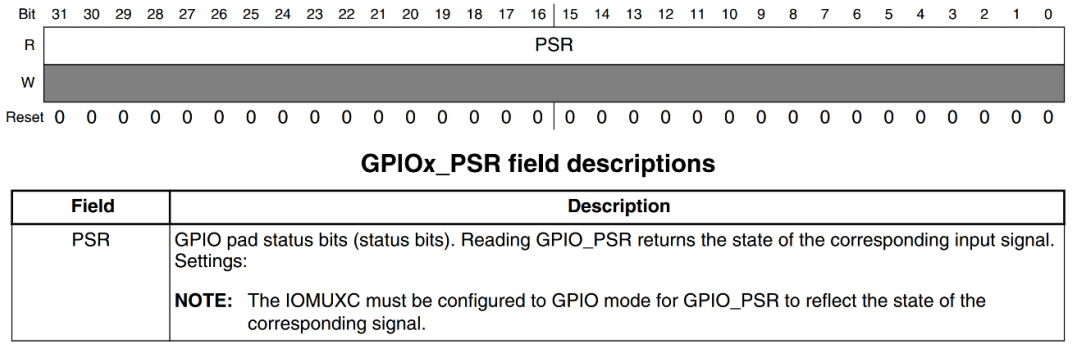 Bit 31 30 29 28 27 26 25 24 23 22 21 20 19 18 17 16 15 14 13 12 11 10 9 8 7 6 5 4 3 2 1 0
R PSR
W
Reset 0 0 0 0 0 0 0 0 0 0 0 0 0 0 0 0 0 0 0 0 0 0 0 0 0 0 0 0 0 0 0 0
GPIOx_PSR field descriptions
Field Description
PSR GPIO pad status bits (status bits). Reading GPIO_PSR returns the state of the corresponding input signal.
Settings:
NOTE: The IOMUXC must be configured to GPIO mode for GPIO_PSR to reflect the state of the
corresponding signal.